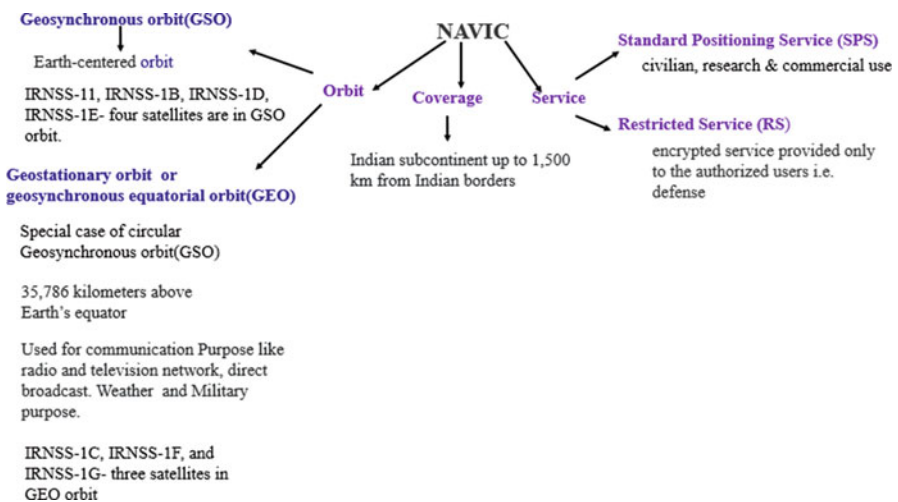 NAVIC
Geosynchronous orbit(GSO)
Earth-centered orbit
IRNSS-11, IRNSS-1B, IRNSS-1D,
IRNSS-1E- four satellites are in GSO
orbit.
Orbit
Geostationary orbit or
geosynchronous equatorial orbit(GEO)
Special case of circular
Geosynchronous orbit(GSO)
35,786 kilometers above
Earth's equator
Used for communication Purpose like
radio and television network, direct
broadcast. Weather and Military
purpose.
IRNSS-1C, IRNSS-1F, and
IRNSS-1G- three satellites in
GEO orbit
Coverage
Indian subcontinent up to 1,500
km from Indian borders
Service
Standard Positioning Service (SPS)
civilian, research & commercial use
Restricted Service (RS)
encrypted service provided only
to the authorized users i.e.
defense